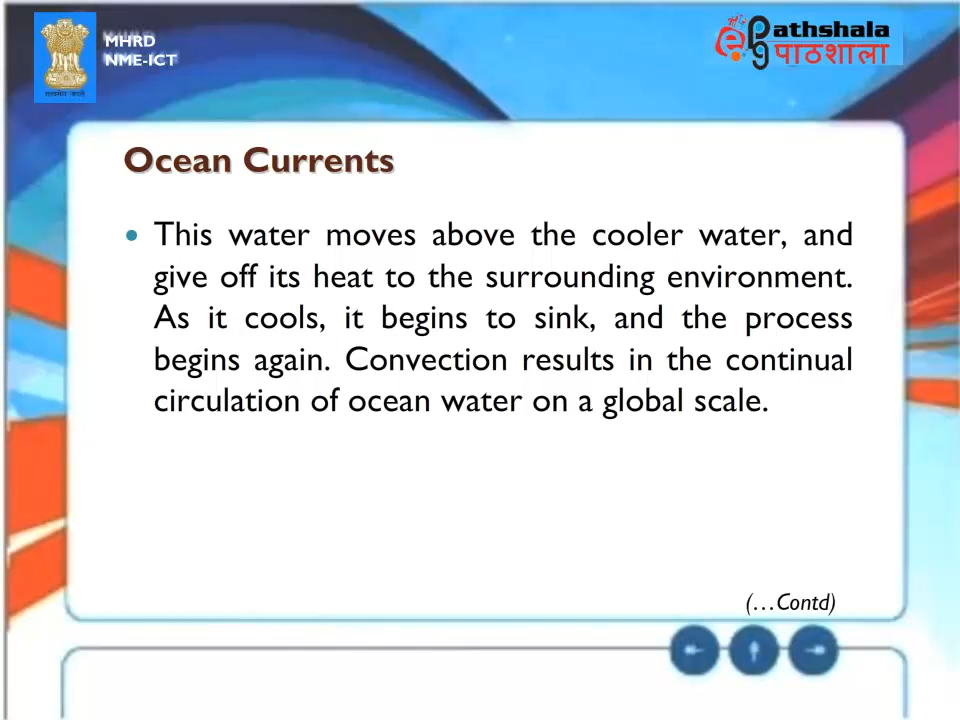 MHRD
NME-ICT
Pathshala
पाठशाला
Ocean Currents
• This water moves above the cooler water, and
give off its heat to the surrounding environment.
As it cools, it begins to sink, and the process
begins again. Convection results in the continual
circulation of ocean water on a global scale.
(…Contd)